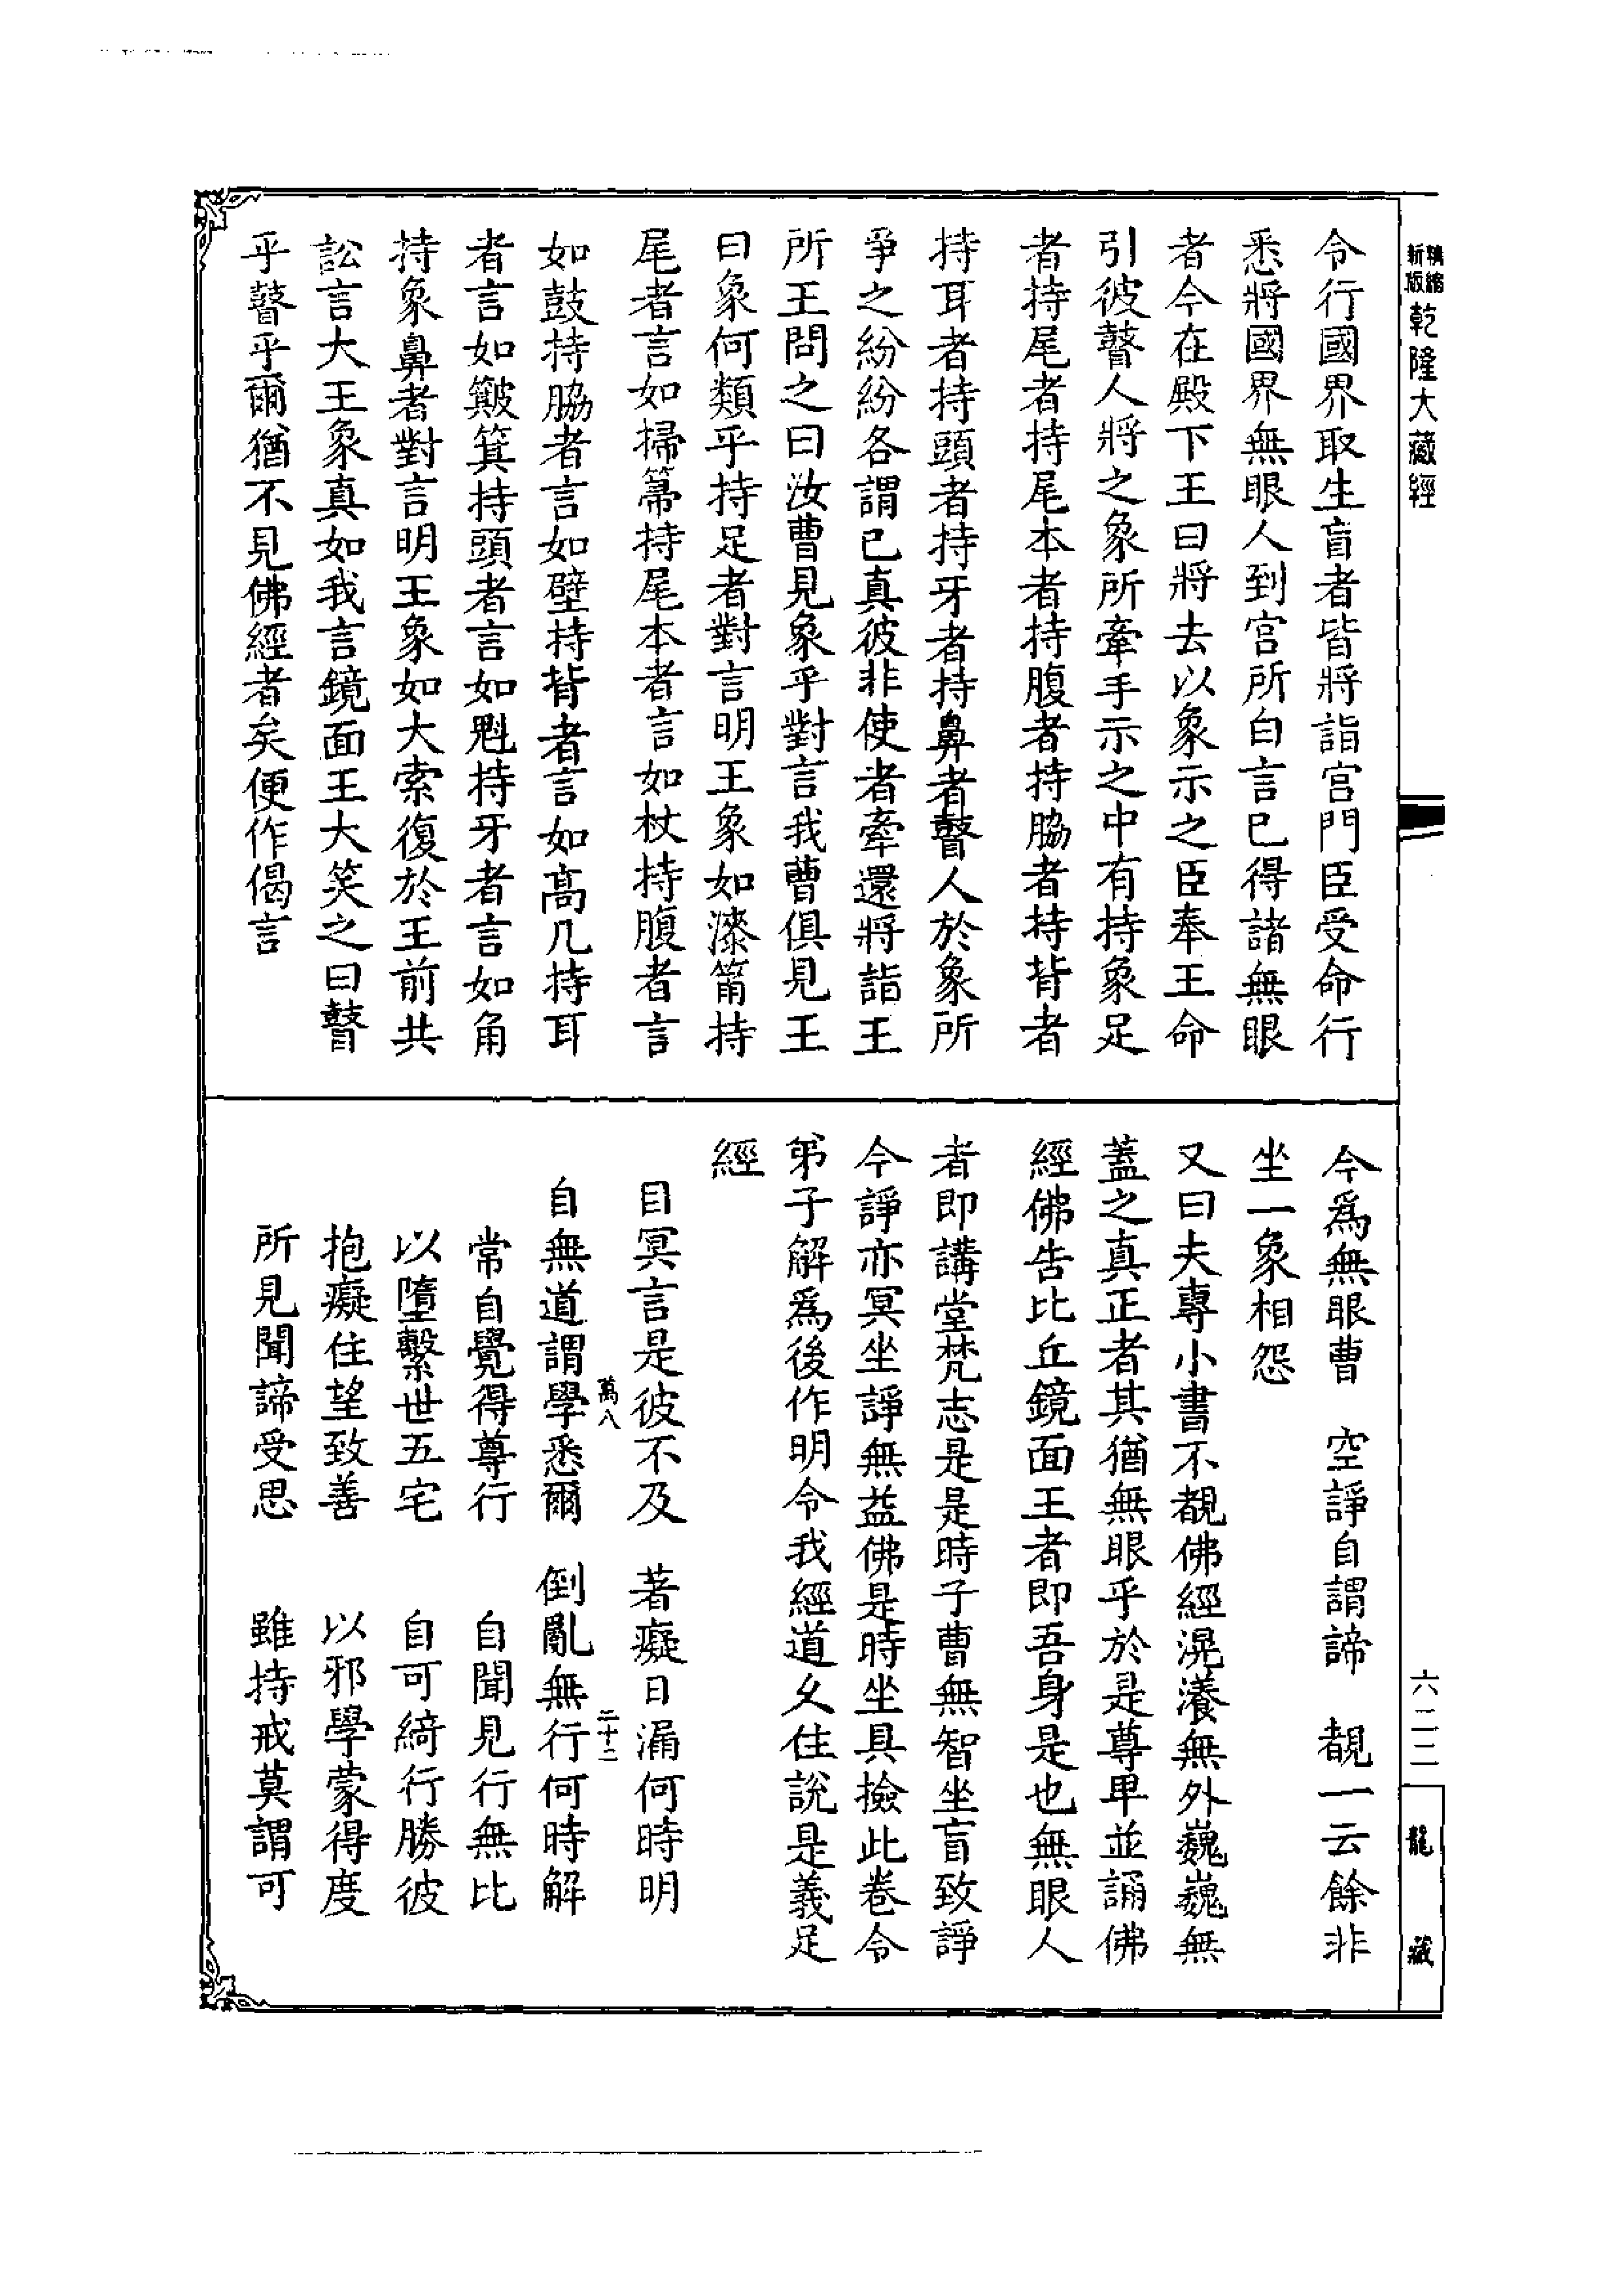 新版精縮乾隆大藏經
令行國界取生盲者皆將詣宮門臣受命行
悉將國界無眼人到宮所白言已得諸無眼
者今在殿下王曰將去以象示之臣奉王命
引彼瞽人將之象所牽手示之中有持象足
者持尾者持尾本者持腹者持脇者持背者
持耳者持頭者持牙者持鼻者瞽人於象所
爭之紛紛各謂已真彼非使者牽還將詣王
所王問之曰汝曹見象乎對言我曹俱見王
曰象何類乎持足者對言明王象如漆筩持
尾者言如掃箒持尾本者言如杖持腹者言
如鼓持脇者言如壁持背者言如高几持耳
者言如簸箕持頭者言如魁持牙者言如角
持象鼻者對言明王象如大索復於王前共
訟言大王象真如我言鏡面王大笑之曰瞽
乎瞽乎爾猶不見佛經者矣便作偈言
今爲無眼曹　空諍自謂諦　覩一云餘非
坐一象相怨
又曰夫專小書不覩佛經滉瀁無外巍巍無
蓋之真正者其猶無眼乎於是尊卑並誦佛
經佛告比丘鏡面王者即吾身是也無眼人
者即講堂梵志是是時子曹無智坐盲致諍
今諍亦冥坐諍無益佛是時坐具撿此卷令
弟子解爲後作明令我經道久住說是義足
經
自冥言是彼不及　著癡日漏何時明
萬八
二十二
自無道謂學悉爾　倒亂無行何時解
常自覺得尊行　自聞見行無比
以墮繫世五宅　自可綺行勝彼
抱癡住望致善　以邪學蒙得度
所見聞諦受思　雖持戒莫謂可
六二二
龍藏